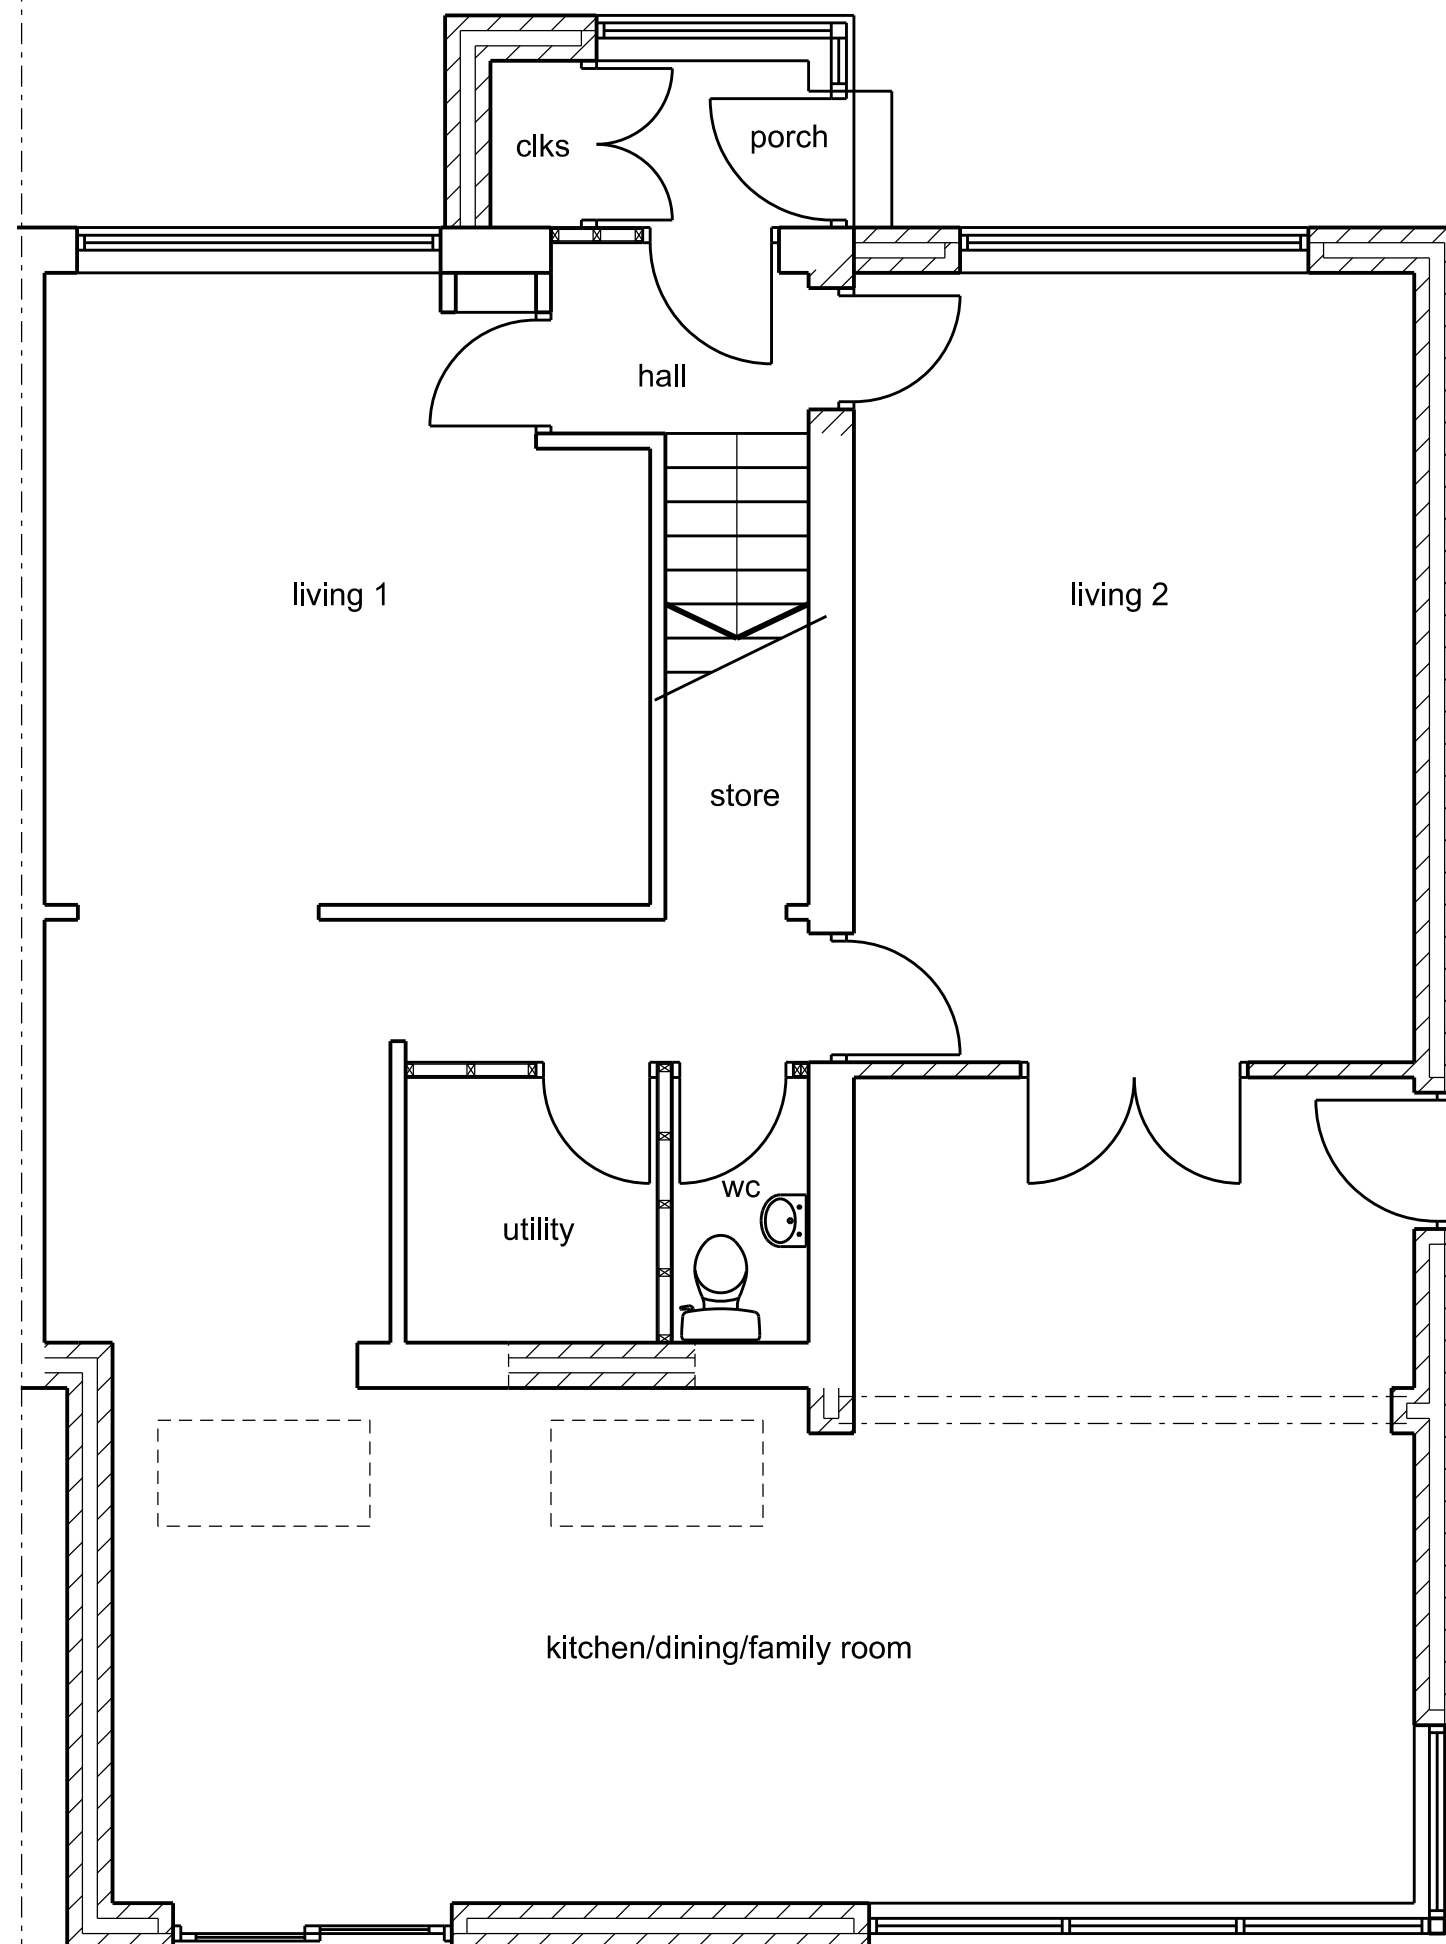 clks
porch
hall
living 1
living 2
store
wc
utility
kitchen/dining/family room